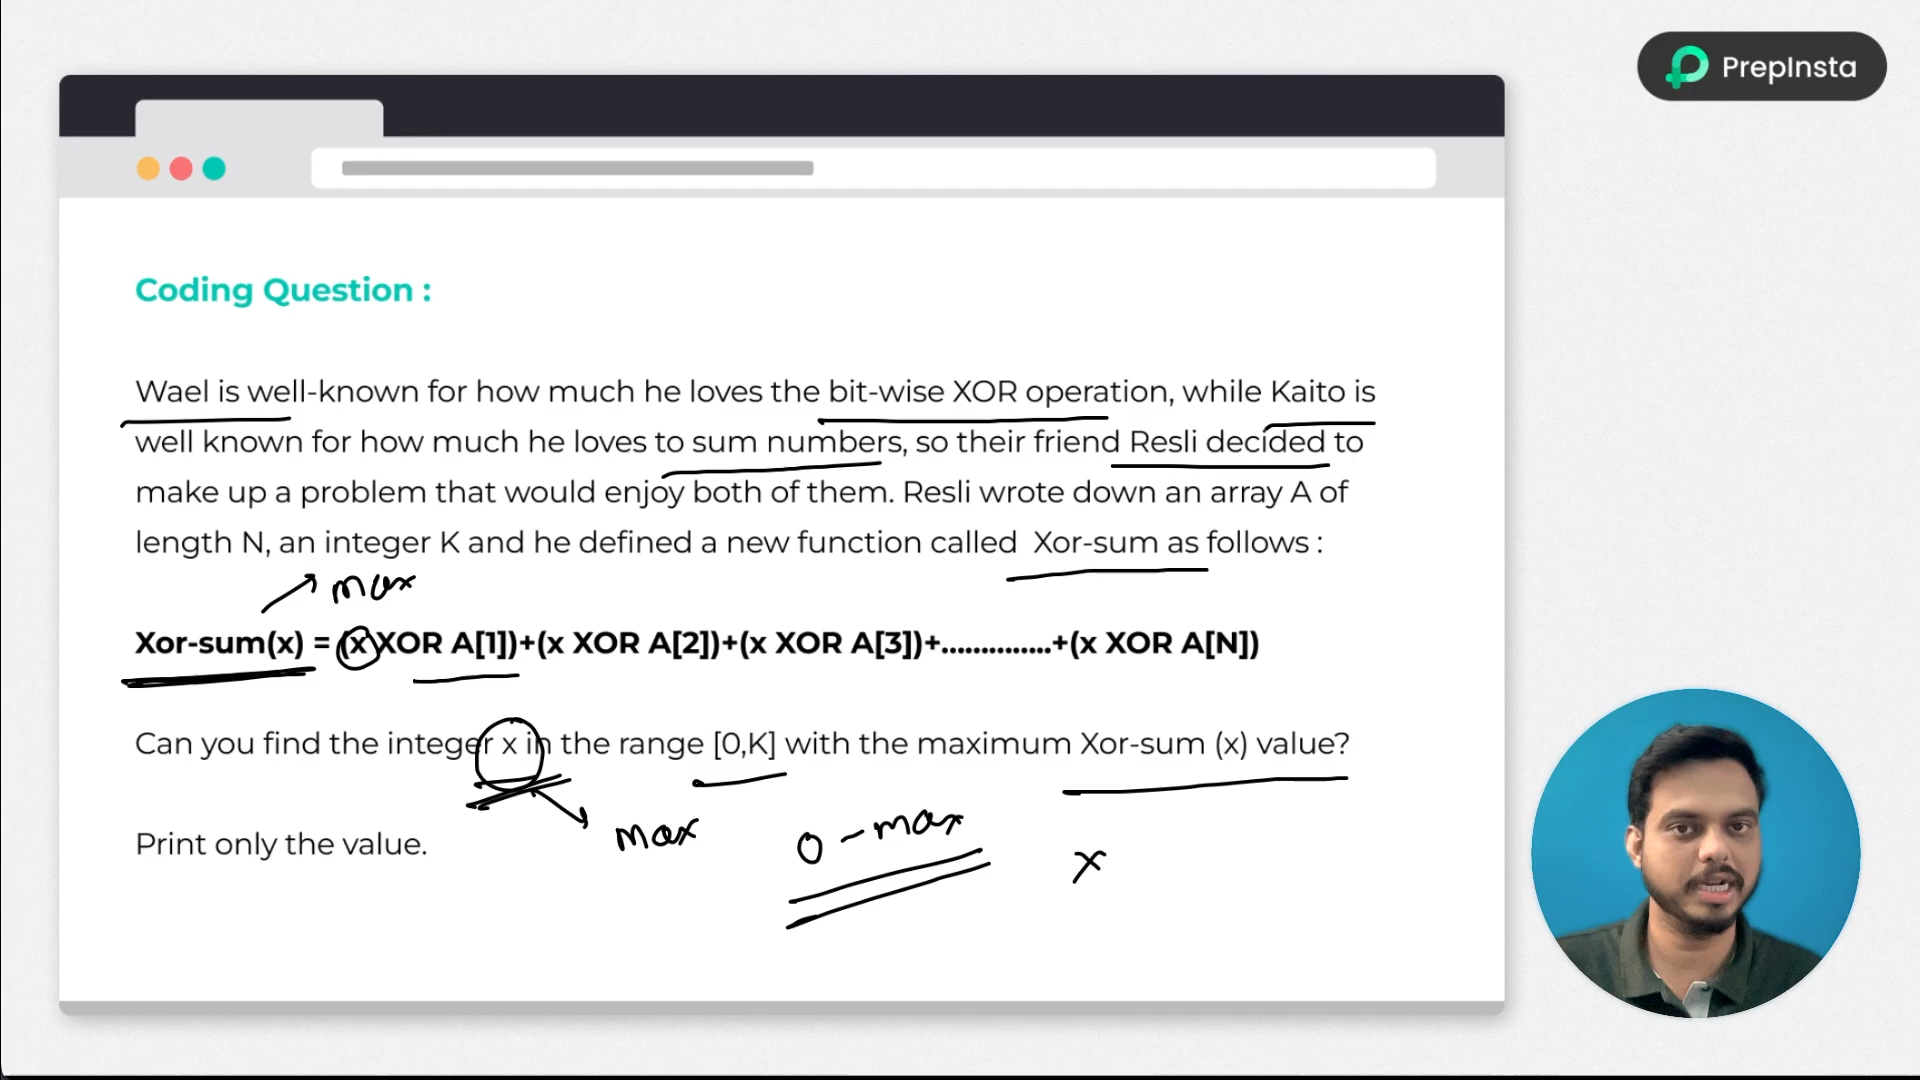 PrepInsta
Coding Question :
Wael is well-known for how much he loves the bit-wise XOR operation, while Kaito is
well known for how much he loves to sum numbers, so their friend Resli decided to
make up a problem that would enjoy both of them. Resli wrote down an array A of
length N, an integer K and he defined a new function called Xor-sum as follows :
max
Xor-sum(x) = (x XOR A[1])+(x XOR A[2])+(x XOR A[3])+..............+(x XOR A[N])
Can you find the integer x in the range [0,K] with the maximum Xor-sum (x) value?
max
0 - max
x
Print only the value.